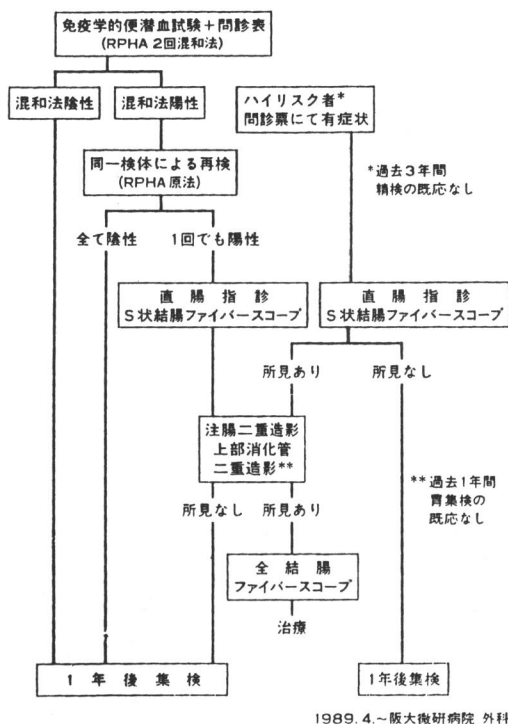 免疫学的便潜血試験+問診表
(RPHA 2回混和法)
混和法陰性
混和法陽性
ハイリスク者*
問診票にて有症状
同一検体による再検
(RPHA 原法)
*過去3年間
精検の既応なし
全て陰性
1回でも陽性
直腸指診
S状結腸ファイバースコープ
直腸指診
S状結腸ファイバースコープ
所見あり
所見なし
注腸二重造影
上部消化管
二重造影**
**過去1年間
胃集検の
既応なし
所見なし
所見あり
全結腸
ファイバースコープ
治療
1年後集検
1年後集検
1989.4.~阪大微研病院 外科